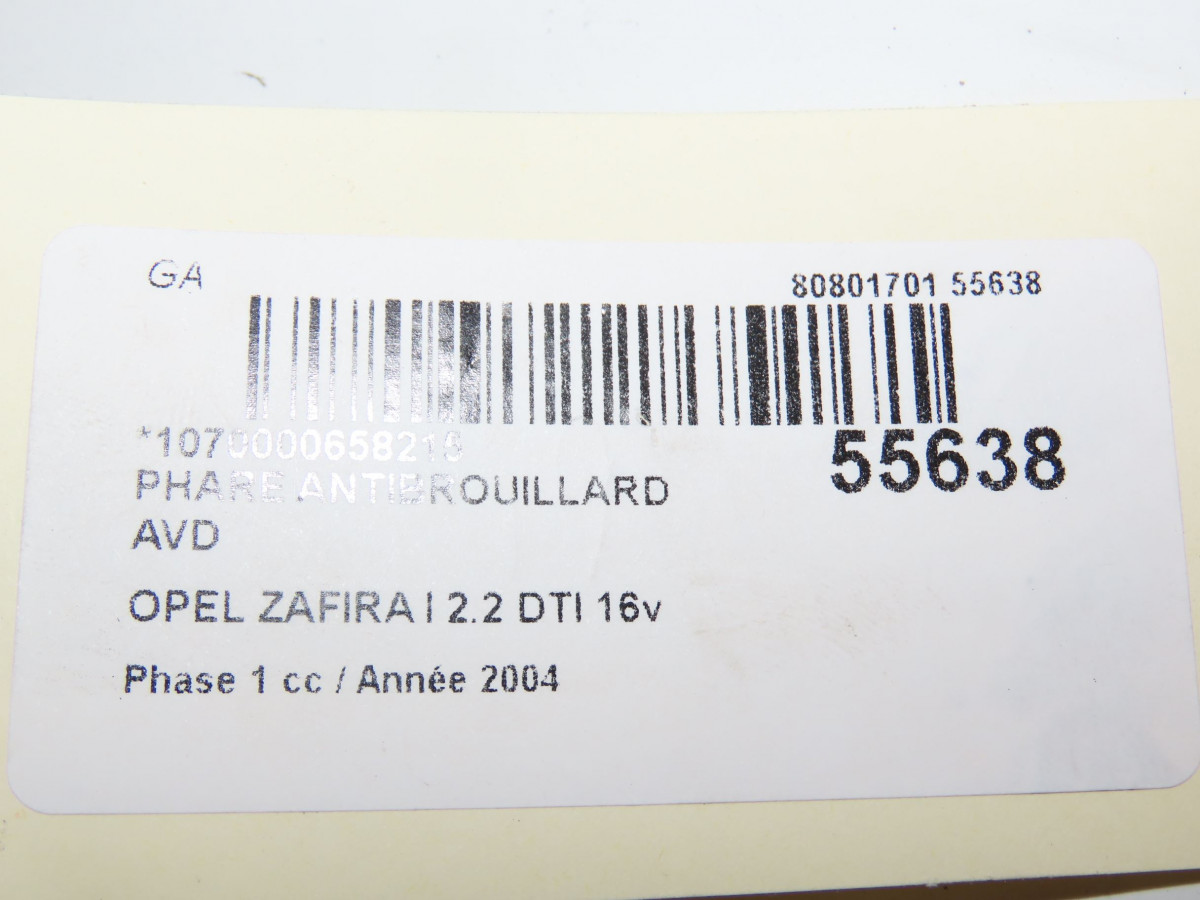 GA
80801701 55638
*1070000658215
55638
PHARE ANTIBROUILLARD
AVD
OPEL ZAFIRA I 2.2 DTI 16v
Phase 1 cc / Année 2004